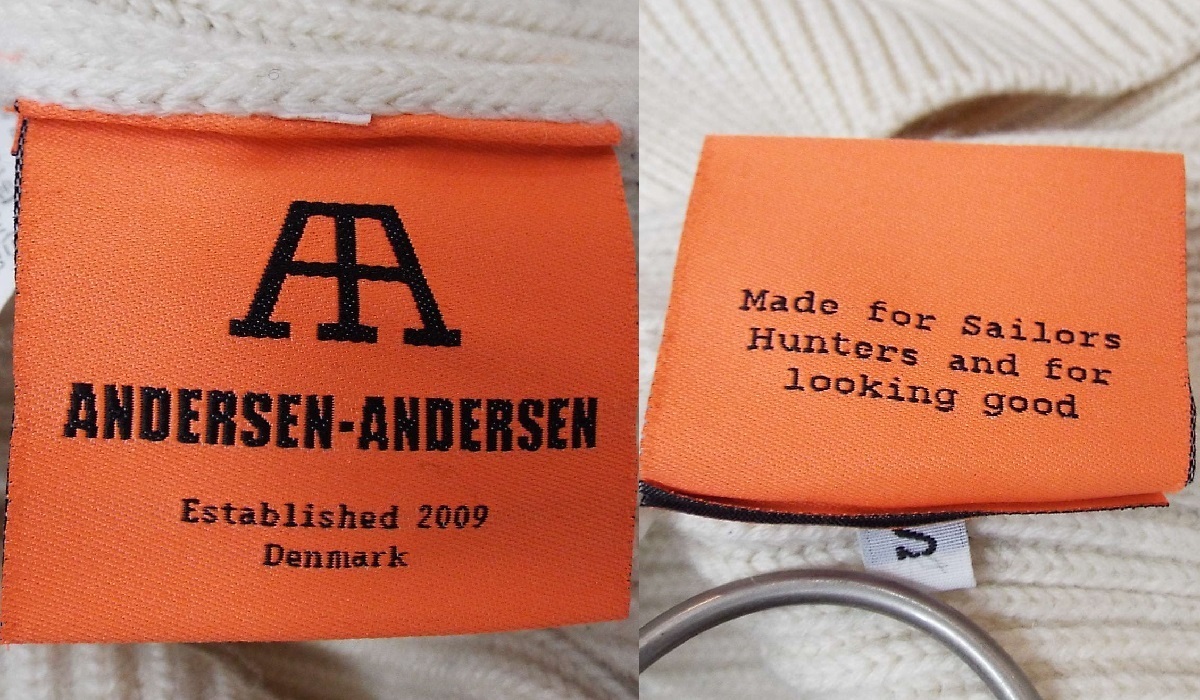 AA
ANDERSEN-ANDERSEN
Established 2009
Denmark
Made for Sailors
Hunters and for
looking good
S